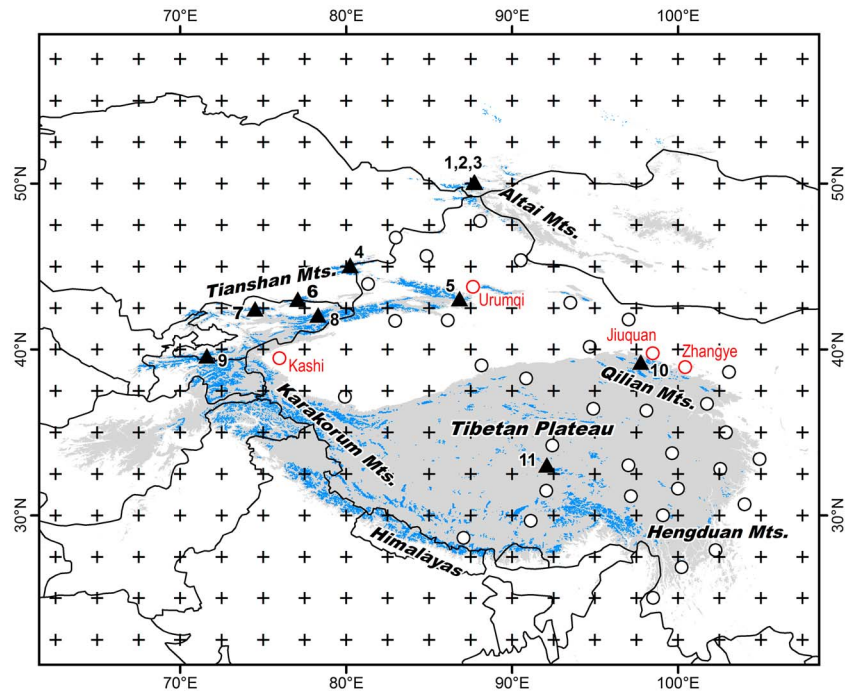 70°E 80°E 90°E 100°E
1,2,3
50°N 50°N
Altai Mts.
4
Tianshan Mts.
5
6
Urumqi
7
8
Jiuquan
Zhangye
40°N 40°N
9
Kashi
10
Qilian Mts.
Karakorum Mts.
Tibetan Plateau
11
30°N 30°N
Hengduan Mts.
Himalayas
70°E 80°E 90°E 100°E